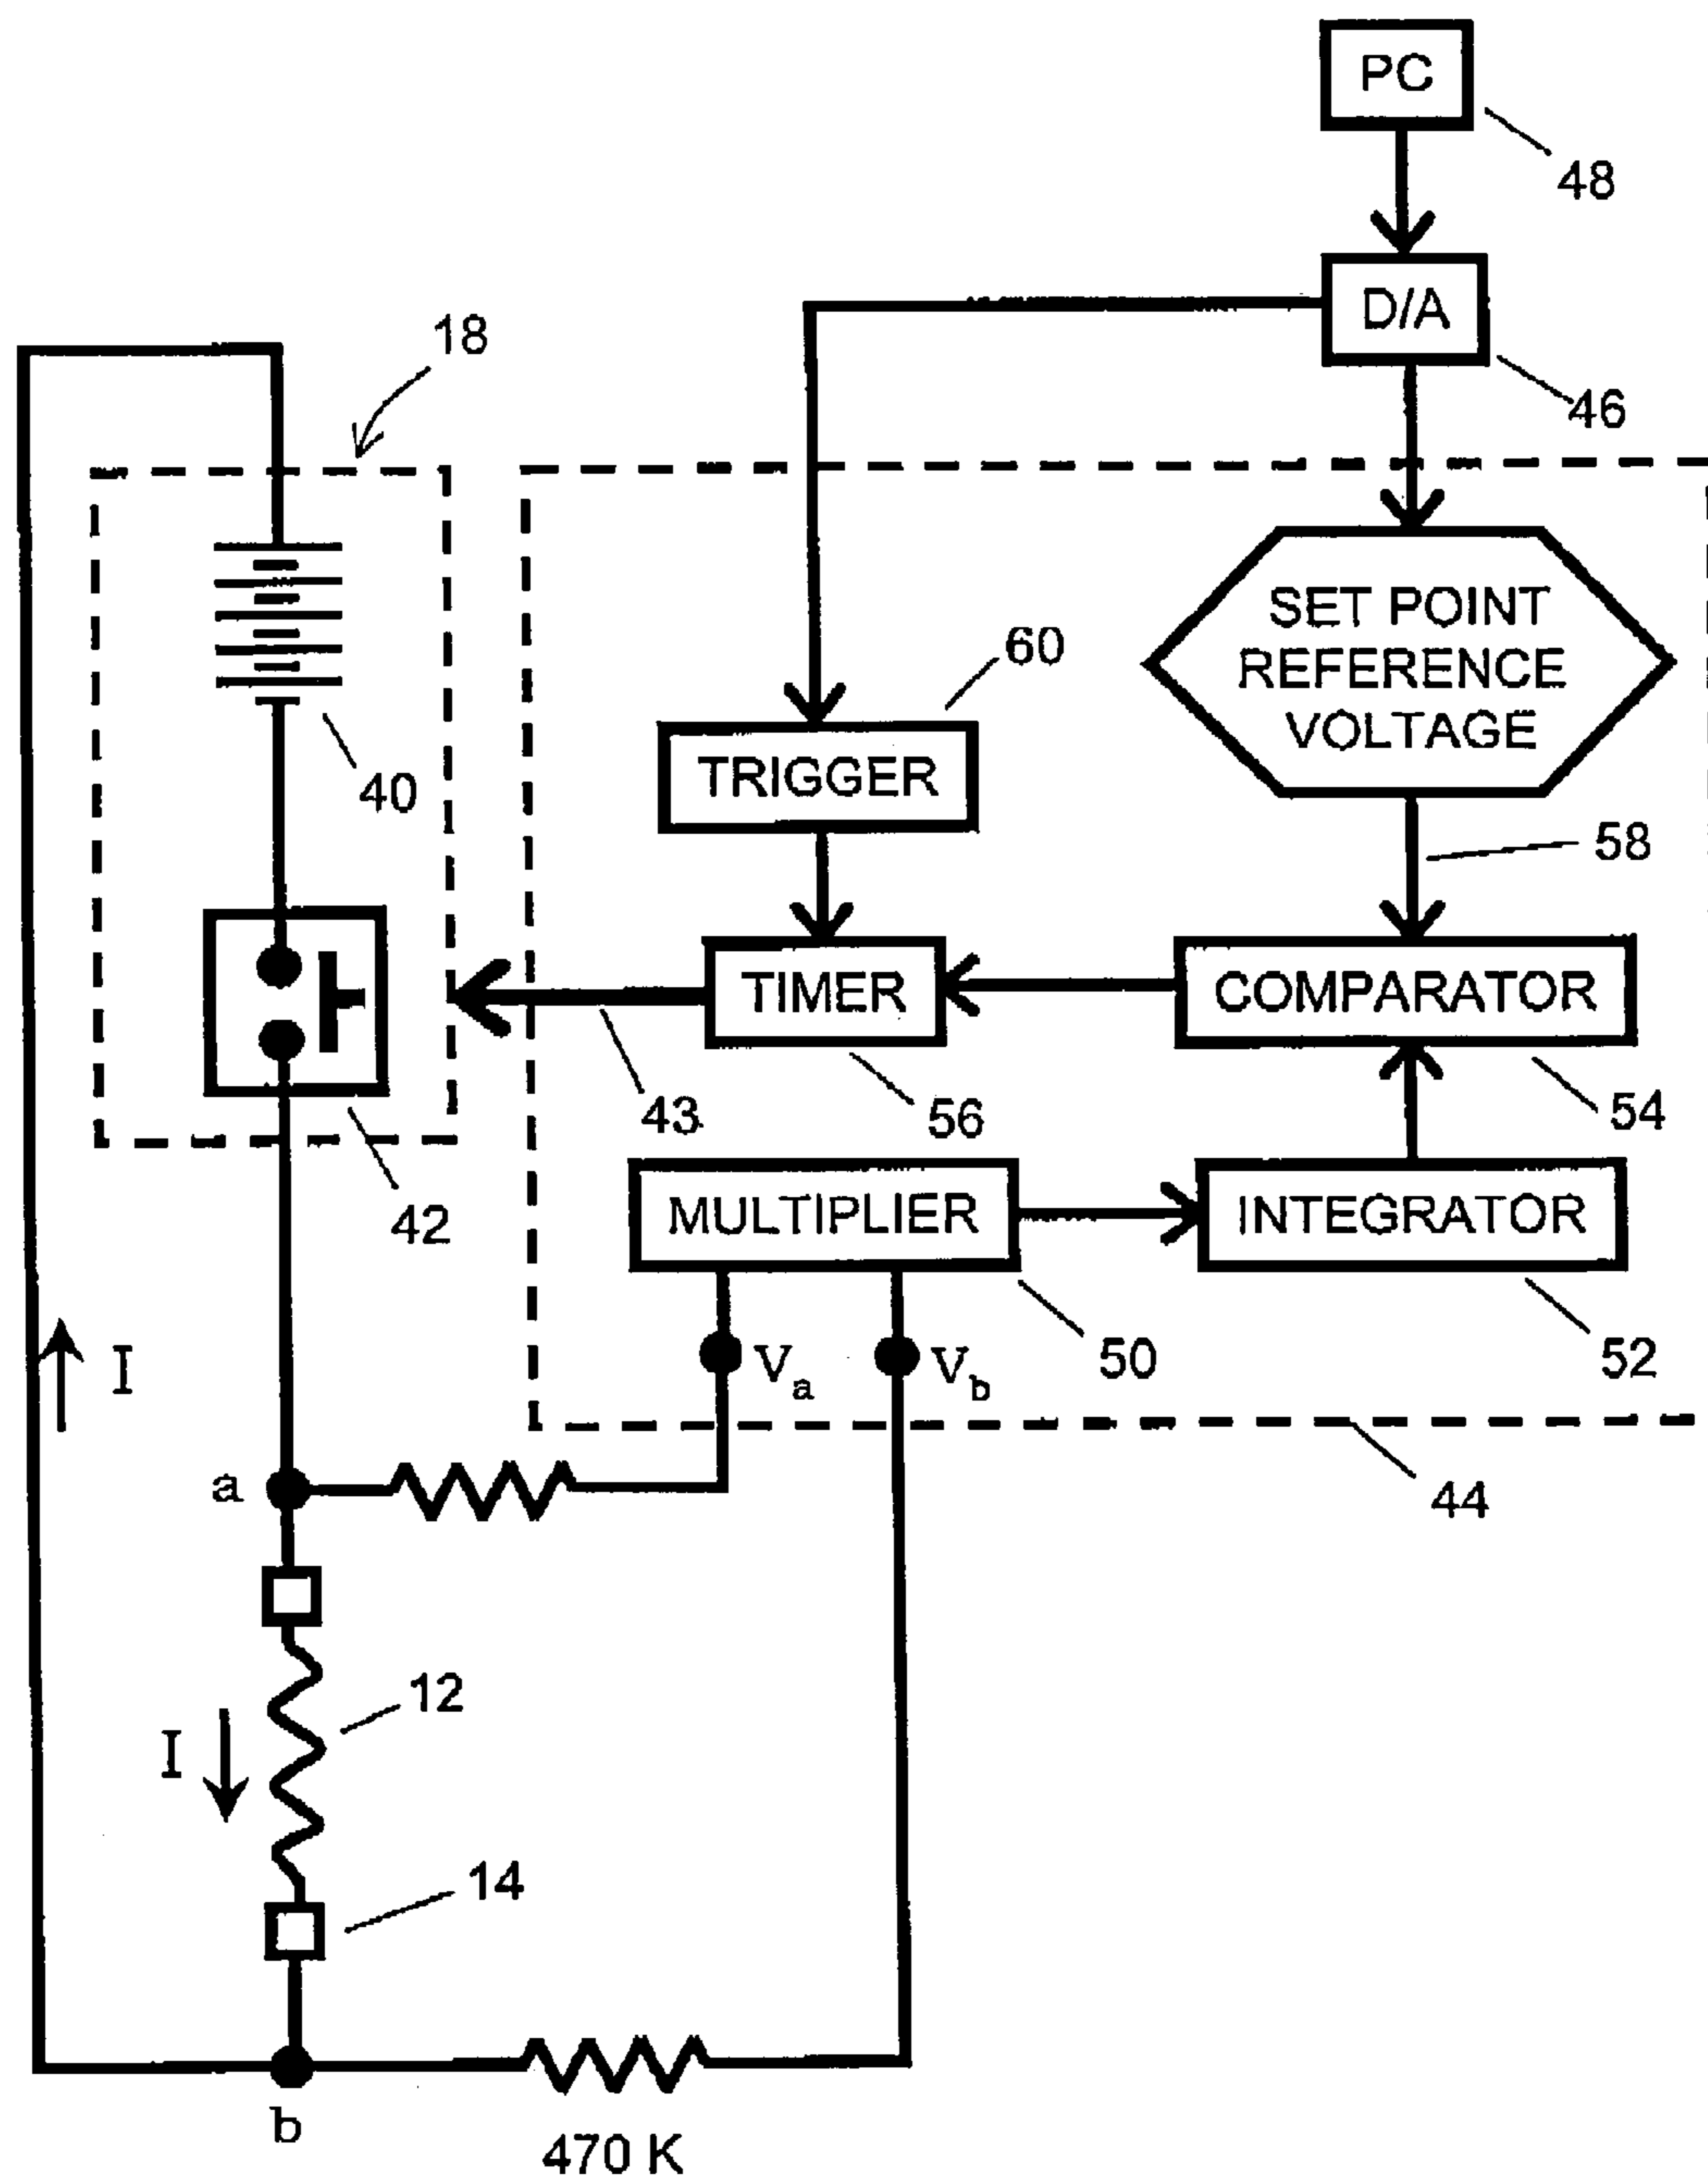 PC
48
D/A
46
18
SET POINT
REFERENCE
VOLTAGE
60
TRIGGER
40
58
TIMER
COMPARATOR
43
56
54
42
MULTIPLIER
INTEGRATOR
50
52
Va
Vb
I
a
44
12
I
14
b
470 K